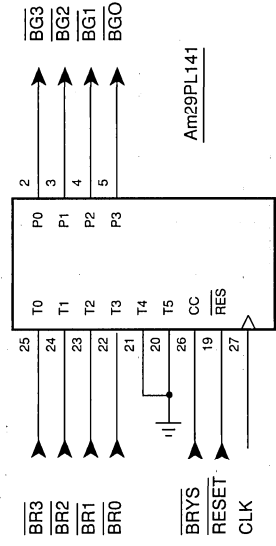 BR3 25 T0 P0 2 BG3
BR2 24 T1 P1 3 BG2
BR1 23 T2 P2 4 BG1
BR0 22 T3 P3 5 BGO
21 T4
20 T5
BRYS 26 CC
RESET 19 RES
CLK 27
Am29PL141